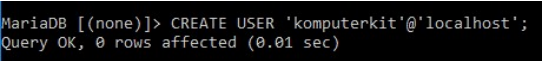 MariaDB [(none)]> CREATE USER 'komputerkit'@'localhost';
Query OK, 0 rows affected (0.01 sec)